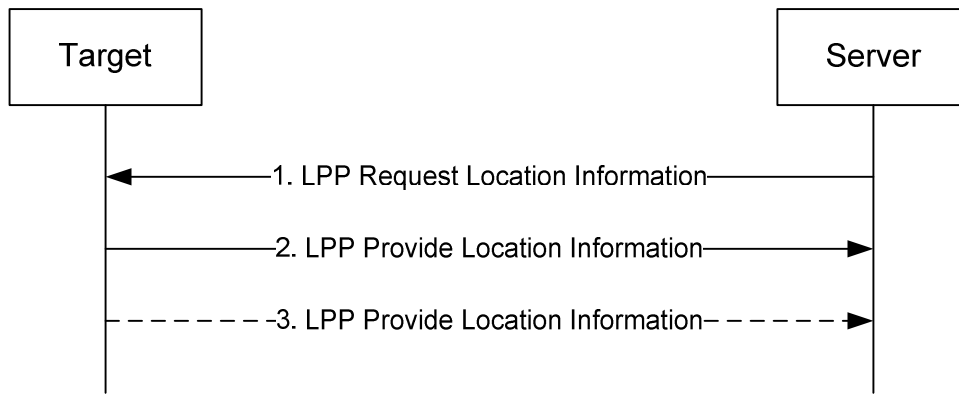 Target
Server
1. LPP Request Location Information
2. LPP Provide Location Information
3. LPP Provide Location Information